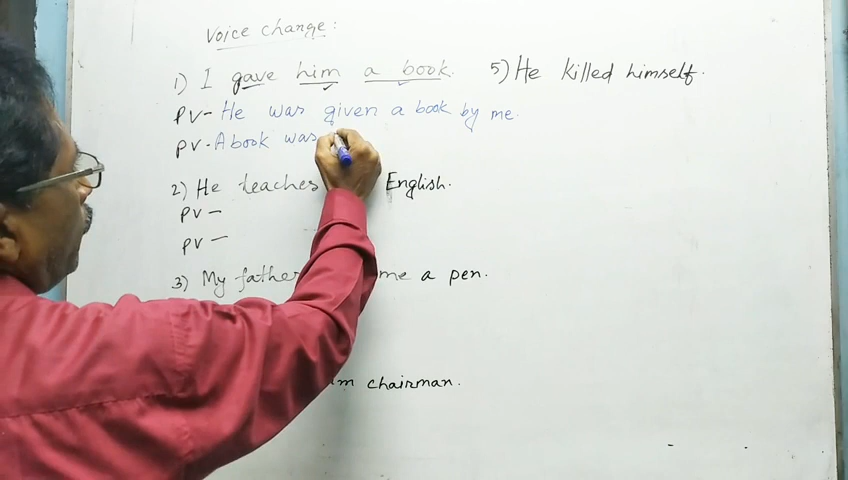 Voice change:
1) I gave him a book. 5) He killed himself.
PV- He was given a book by me.
PV- A book was
2) He teaches English.
PV-
PV-
3) My father me a pen.
chairman.